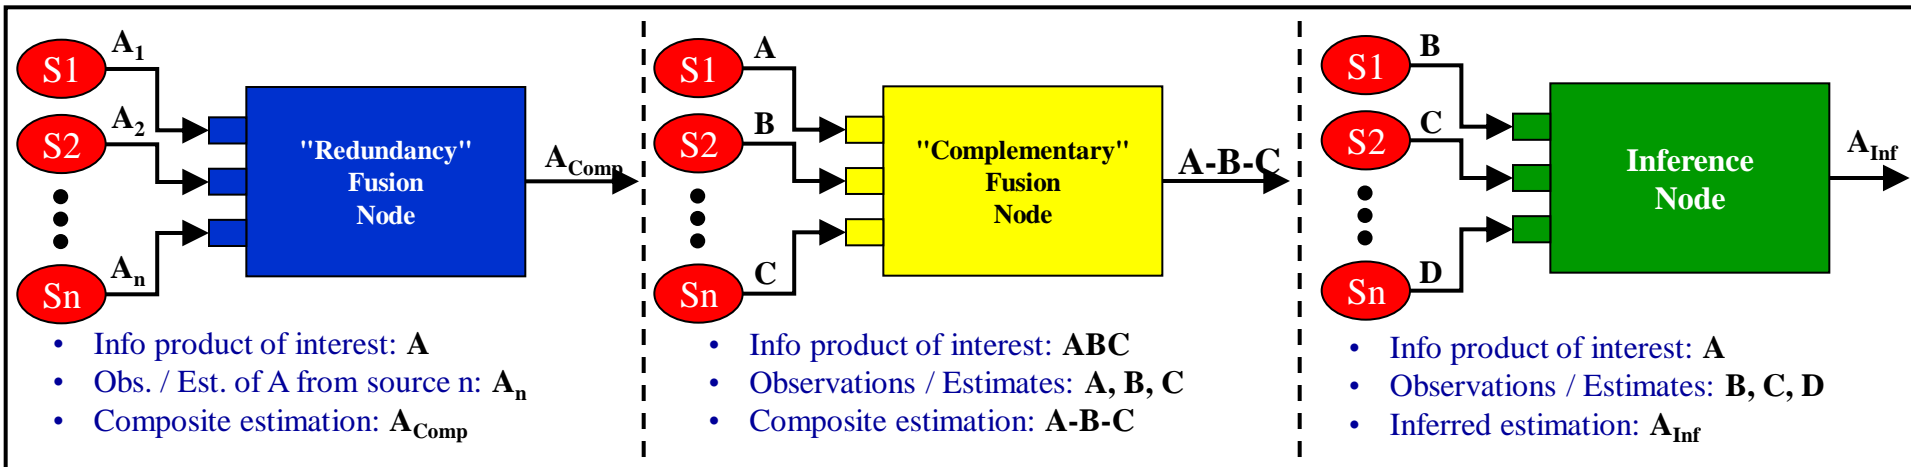 A1
S1
A2
S2
"Redundancy"
Fusion
Node
AComp
An
Sn
• Info product of interest: A
• Obs. / Est. of A from source n: An
• Composite estimation: AComp
A
S1
B
S2
"Complementary"
Fusion
Node
A-B-C
C
Sn
• Info product of interest: ABC
• Observations / Estimates: A, B, C
• Composite estimation: A-B-C
B
S1
C
S2
Inference
Node
AInf
D
Sn
• Info product of interest: A
• Observations / Estimates: B, C, D
• Inferred estimation: AInf